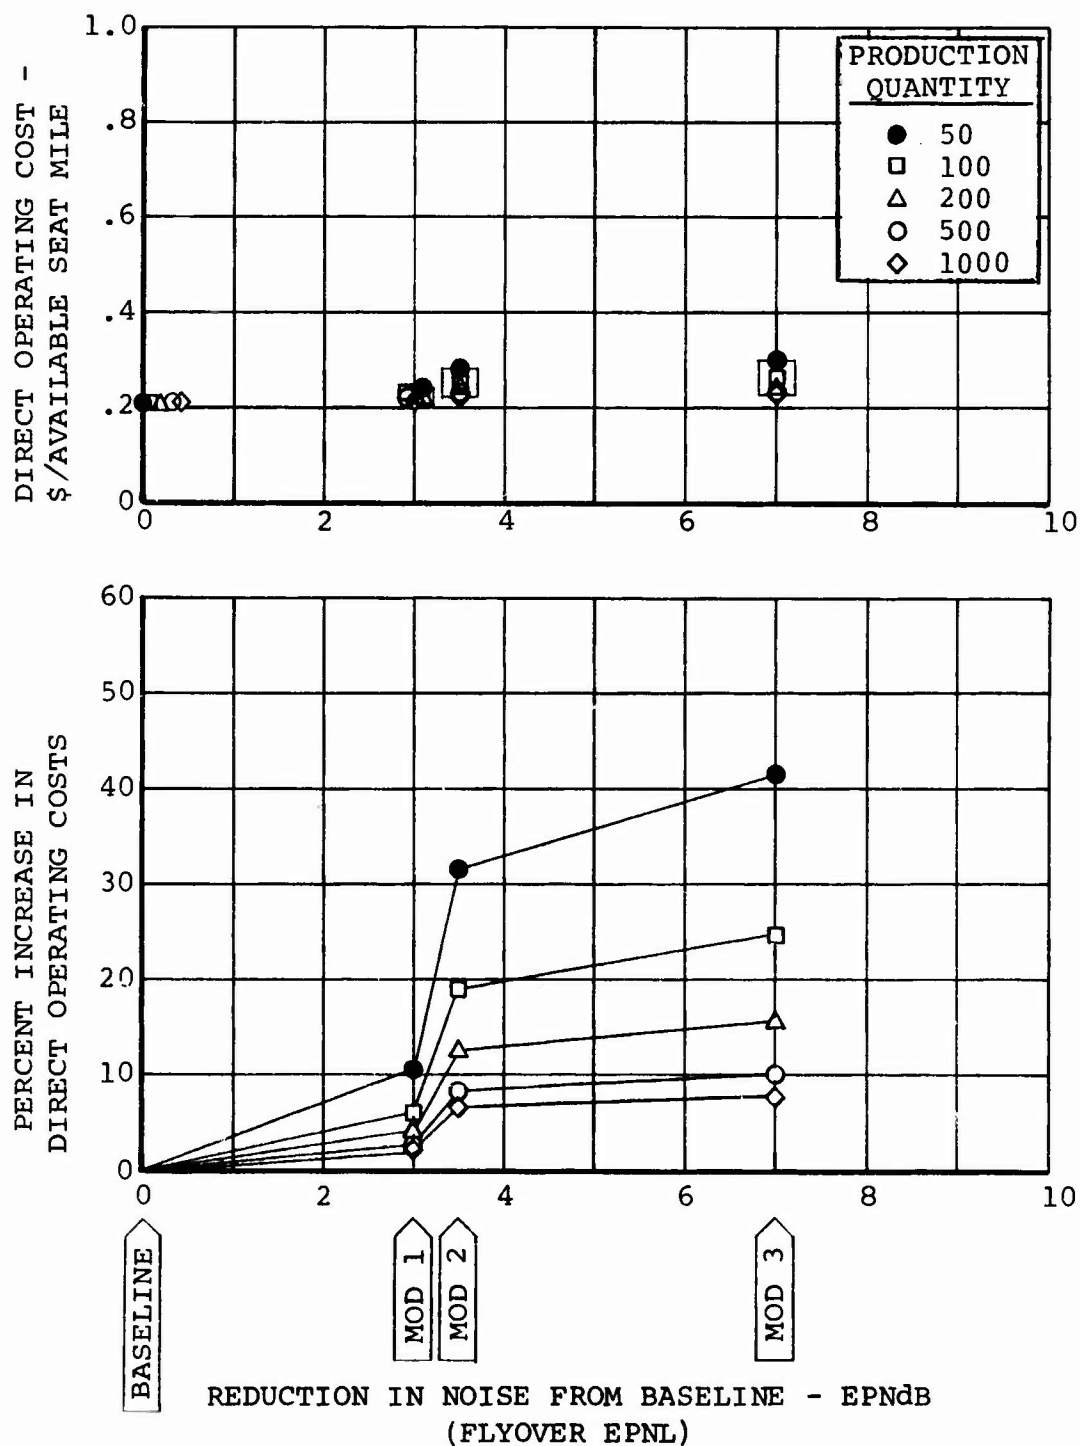 1.0
.8
.6
.4
.2
0
DIRECT OPERATING COST -
$/AVAILABLE SEAT MILE
PRODUCTION
QUANTITY
50
100
200
500
1000
0 2 4 6 8 10
60
50
40
30
20
10
0
PERCENT INCREASE IN
DIRECT OPERATING COSTS
0 2 4 6 8 10
BASELINE
MOD 1
MOD 2
MOD 3
REDUCTION IN NOISE FROM BASELINE - EPNdB
(FLYOVER EPNL)